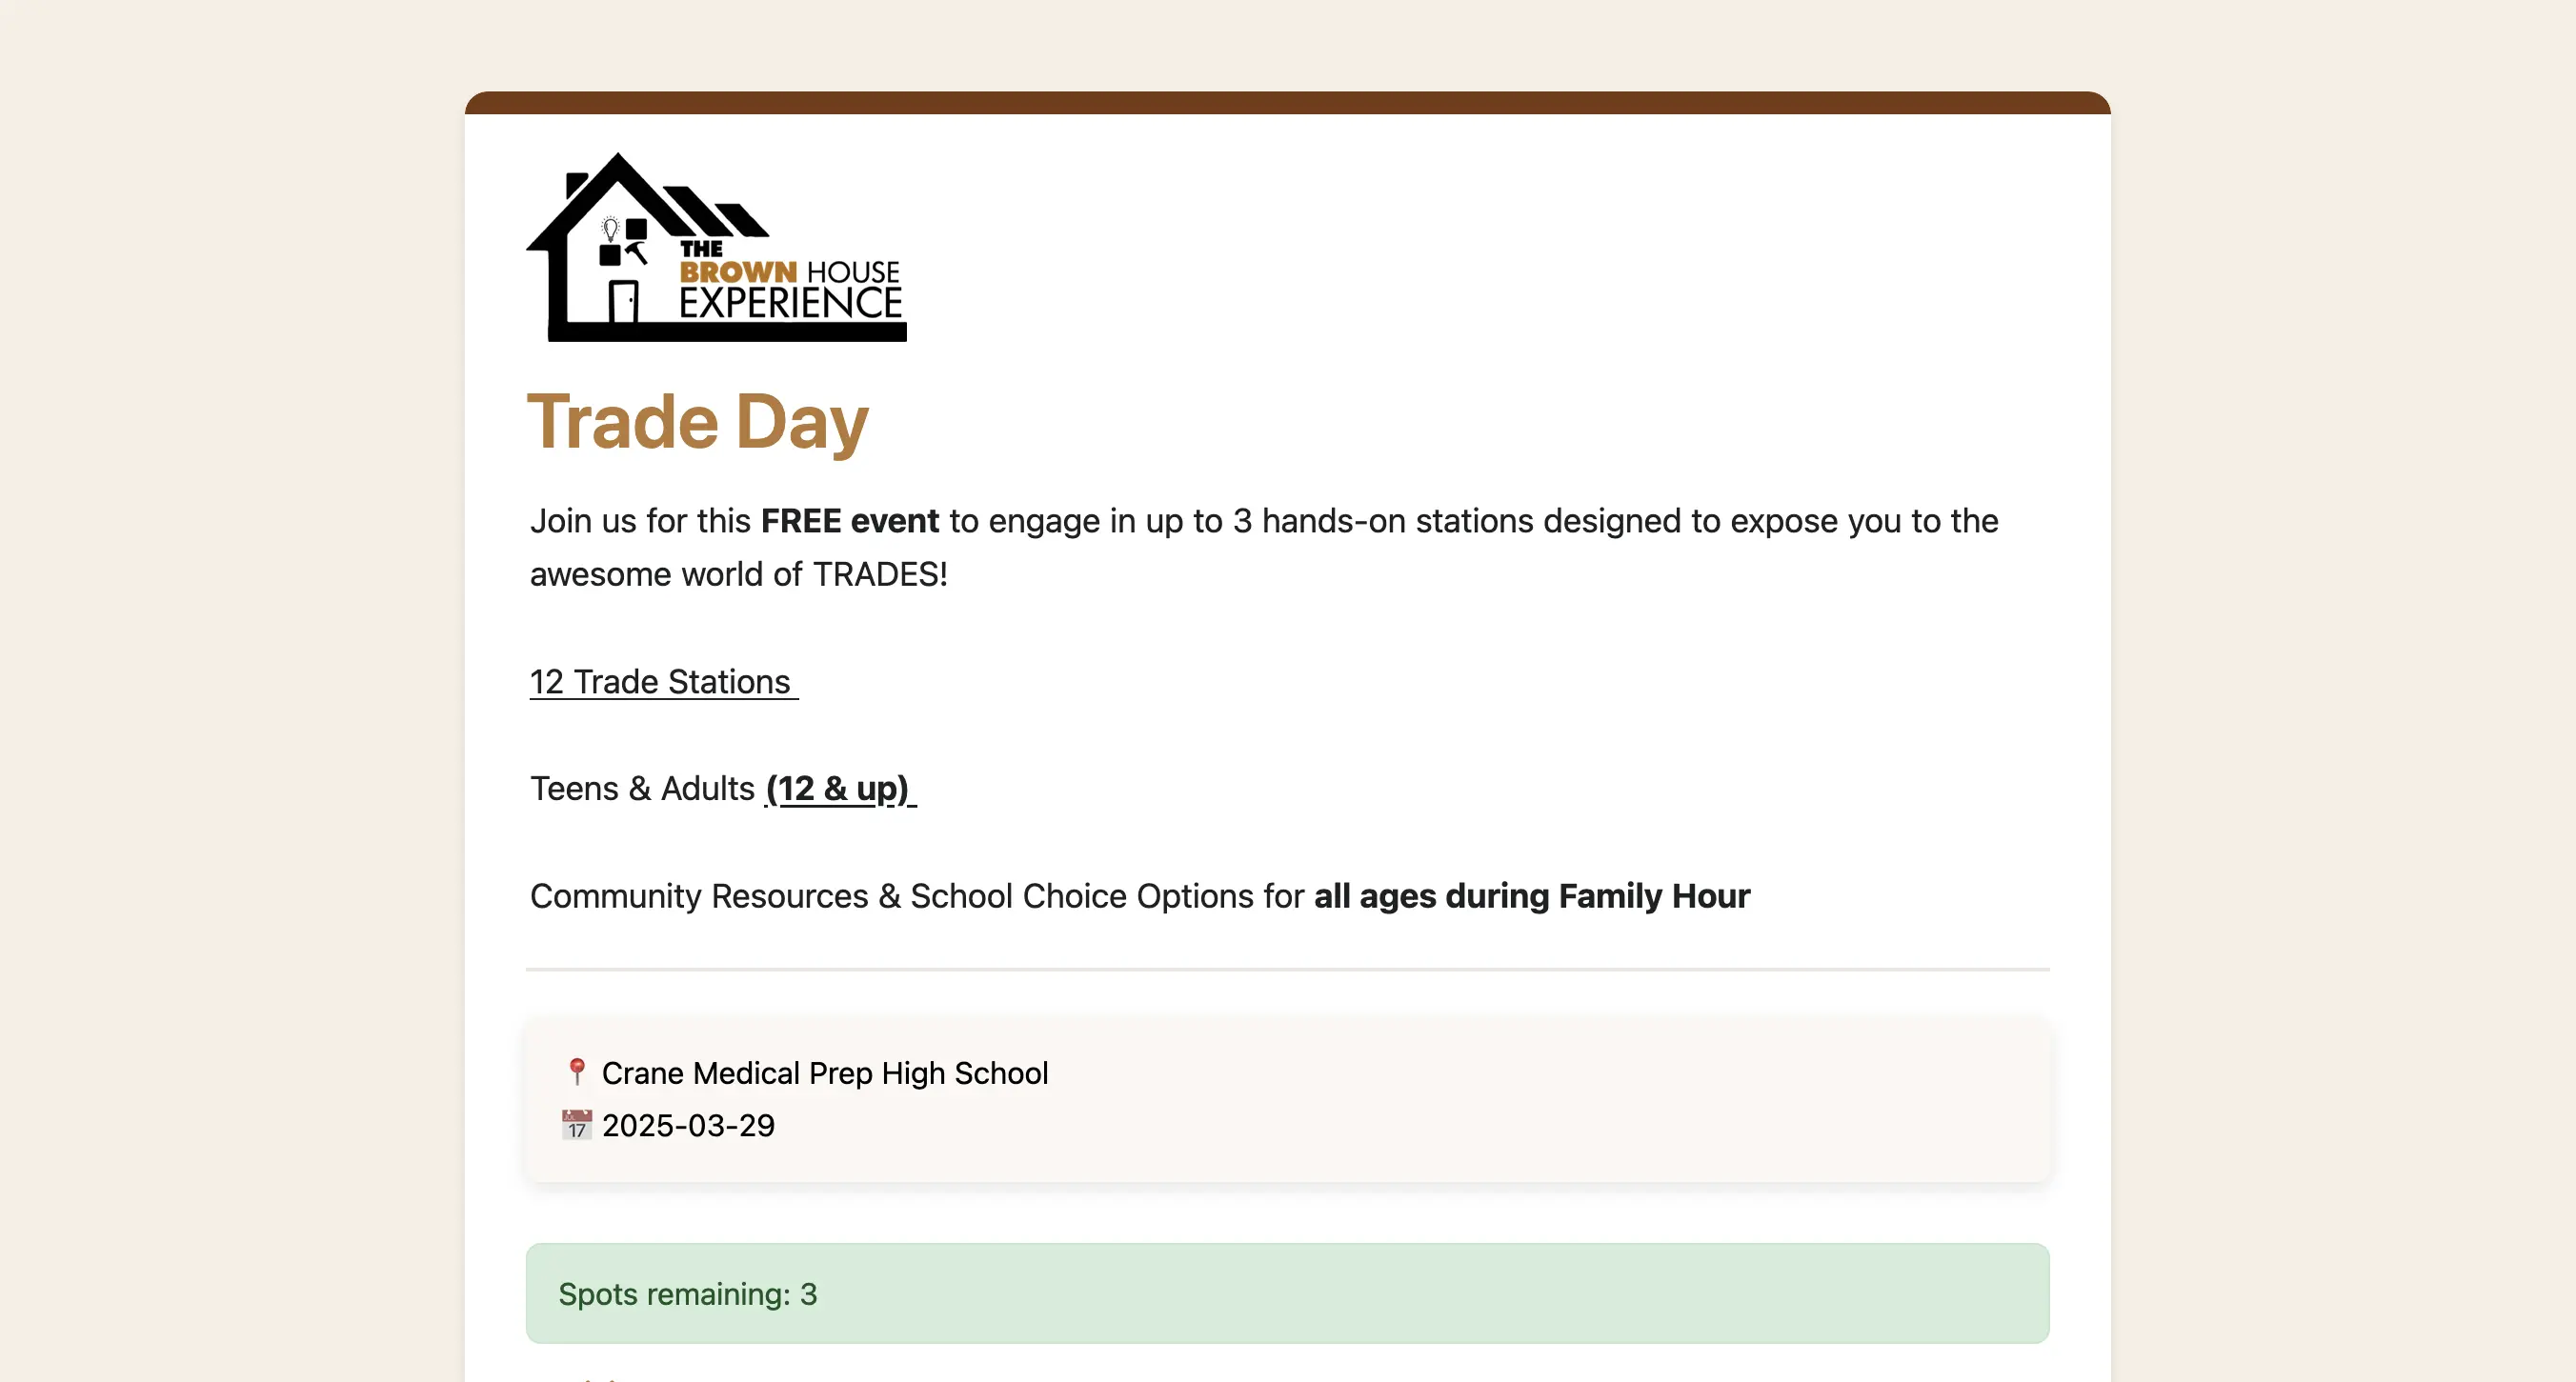 THE
BROWN HOUSE
EXPERIENCE
Trade Day
Join us for this FREE event to engage in up to 3 hands-on stations designed to expose you to the
awesome world of TRADES!
12 Trade Stations
Teens & Adults (12 & up)
Community Resources & School Choice Options for all ages during Family Hour
📍 Crane Medical Prep High School
📅 2025-03-29
Spots remaining: 3